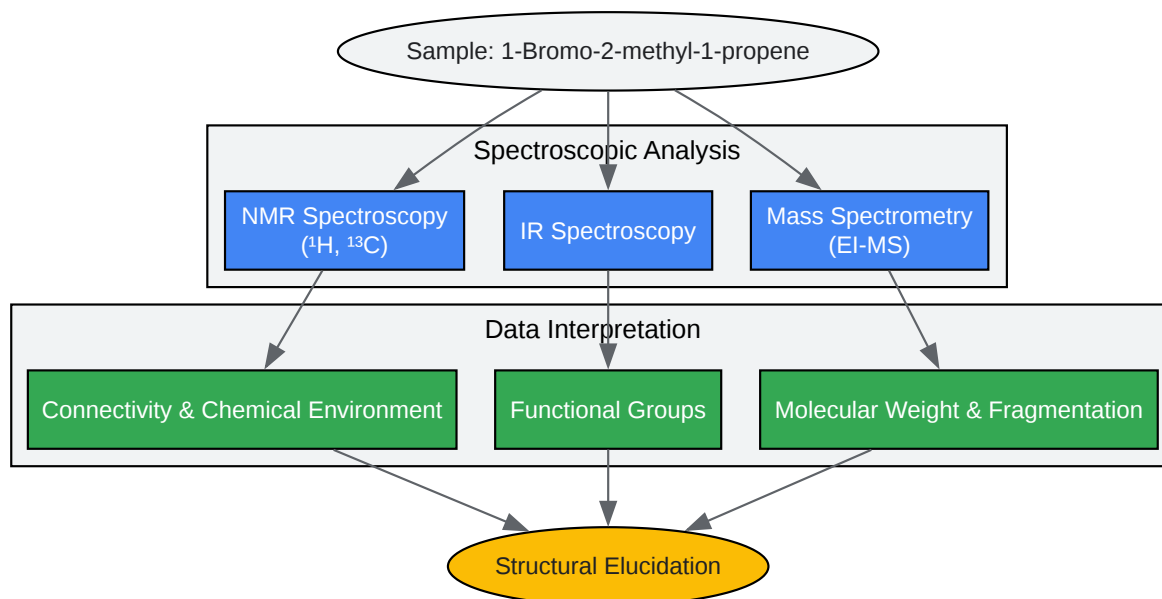 Sample: 1-Bromo-2-methyl-1-propene
Spectroscopic Analysis
NMR Spectroscopy
(¹H, ¹³C)
IR Spectroscopy
Mass Spectrometry
(EI-MS)
Data Interpretation
Connectivity & Chemical Environment
Functional Groups
Molecular Weight & Fragmentation
Structural Elucidation